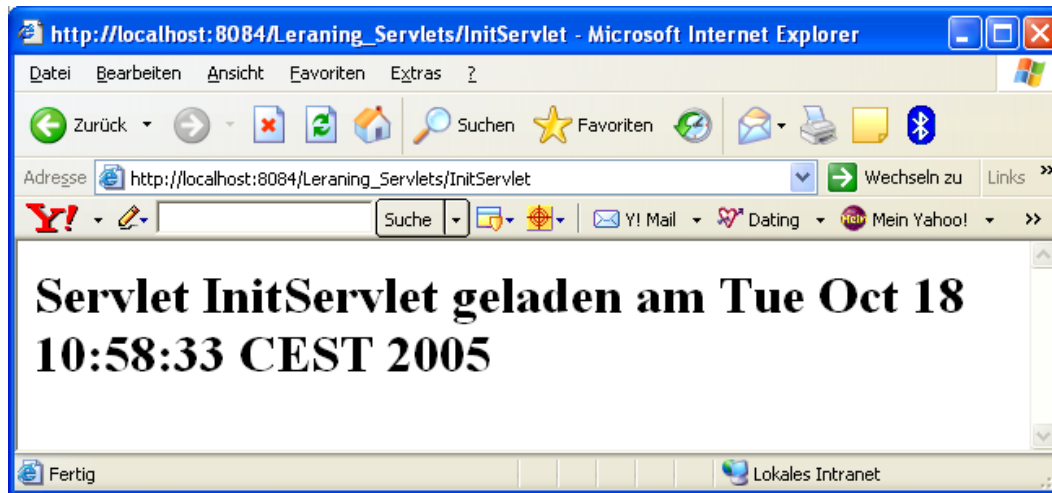 http://localhost:8084/Leraning_Servlets/InitServlet - Microsoft Internet Explorer
Datei Bearbeiten Ansicht Favoriten Extras ?
Zurück Suchen Favoriten
Adresse http://localhost:8084/Leraning_Servlets/InitServlet Wechseln zu Links »
Y! Suche Y! Mail Dating Mein Yahoo! »
Servlet InitServlet geladen am Tue Oct 18
10:58:33 CEST 2005
Fertig Lokales Intranet